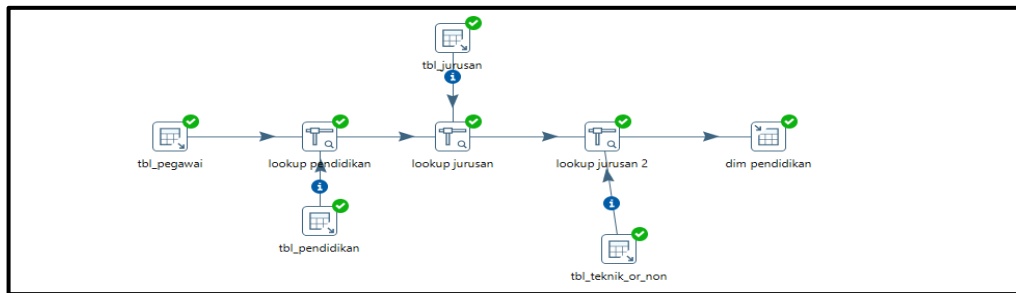 tbl_jurusan
tbl_pegawai
lookup pendidikan
lookup jurusan
lookup jurusan 2
dim pendidikan
tbl_pendidikan
tbl_teknik_or_non